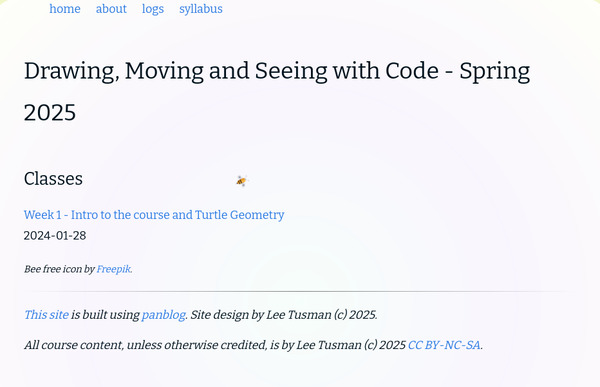 home about logs syllabus
Drawing, Moving and Seeing with Code - Spring
2025
Classes
Week 1 - Intro to the course and Turtle Geometry
2024-01-28
Bee free icon by Freepik.
This site is built using panblog. Site design by Lee Tusman (c) 2025.
All course content, unless otherwise credited, is by Lee Tusman (c) 2025 CC BY-NC-SA.